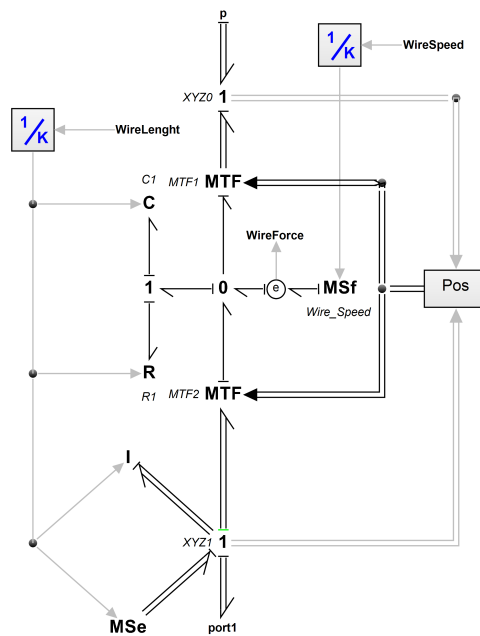 p
1/K
WireSpeed
XYZ0 1
1/K
WireLenght
C1
MTF1 MTF
C
WireForce
1
0
e
MSf
Pos
Wire_Speed
R
R1
MTF2 MTF
I
XYZ1 1
MSe
port1